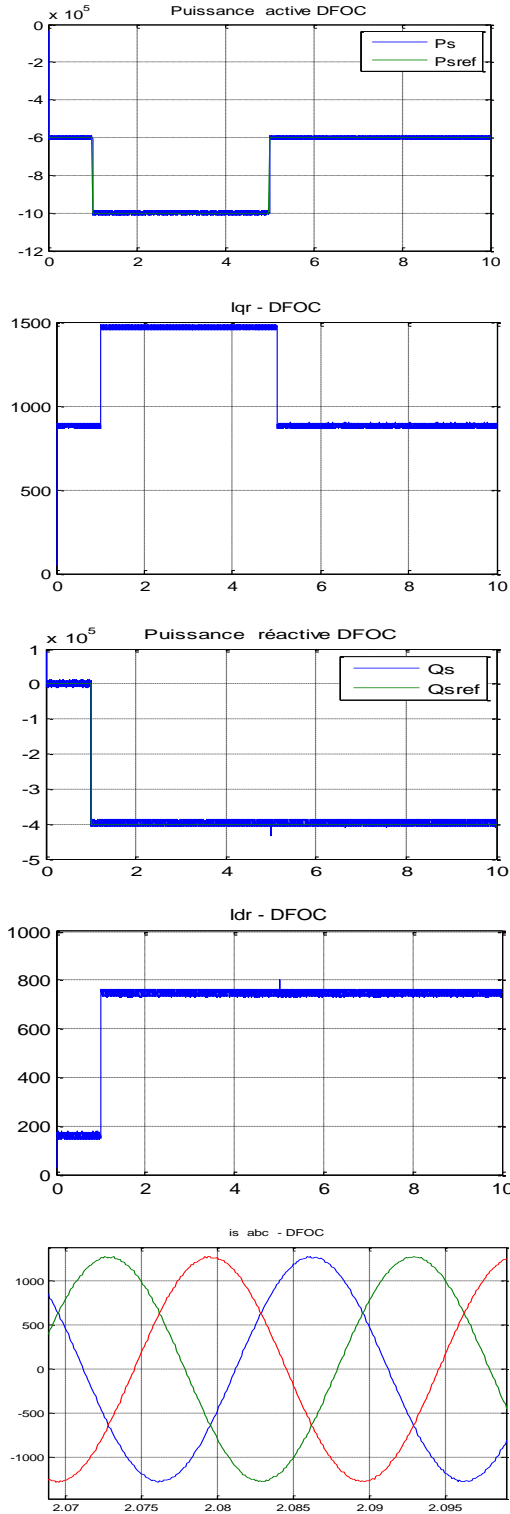 Puissance active DFOC
x 10^5
0
Ps
Psref
-2
-4
-6
-8
-10
-12
0 2 4 6 8 10
Iqr - DFOC
1500
1000
500
0
0 2 4 6 8 10
Puissance réactive DFOC
x 10^5
1
Qs
0
Qsref
-1
-2
-3
-4
-5
0 2 4 6 8 10
Idr - DFOC
1000
800
600
400
200
0
0 2 4 6 8 10
is abc - DFOC
1000
500
0
-500
-1000
2.07 2.075 2.08 2.085 2.09 2.095